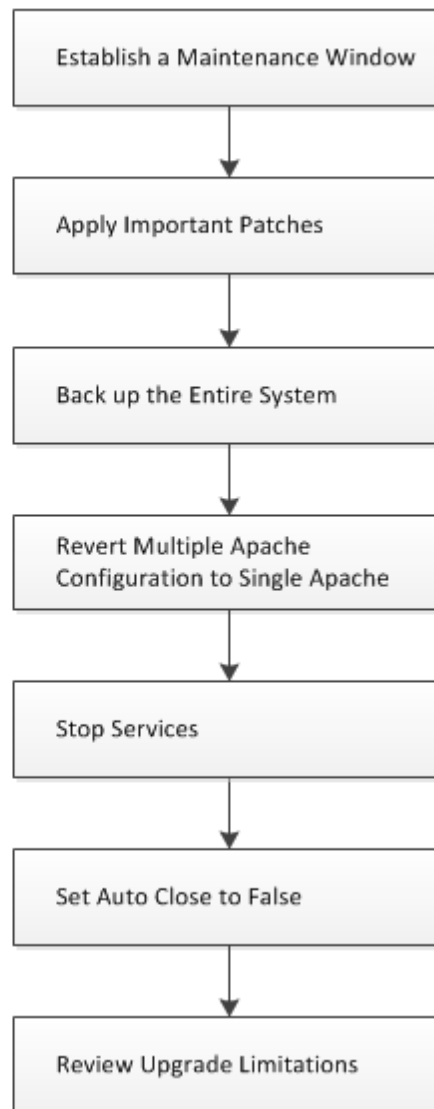 Establish a Maintenance Window
Apply Important Patches
Back up the Entire System
Revert Multiple Apache
Configuration to Single Apache
Stop Services
Set Auto Close to False
Review Upgrade Limitations